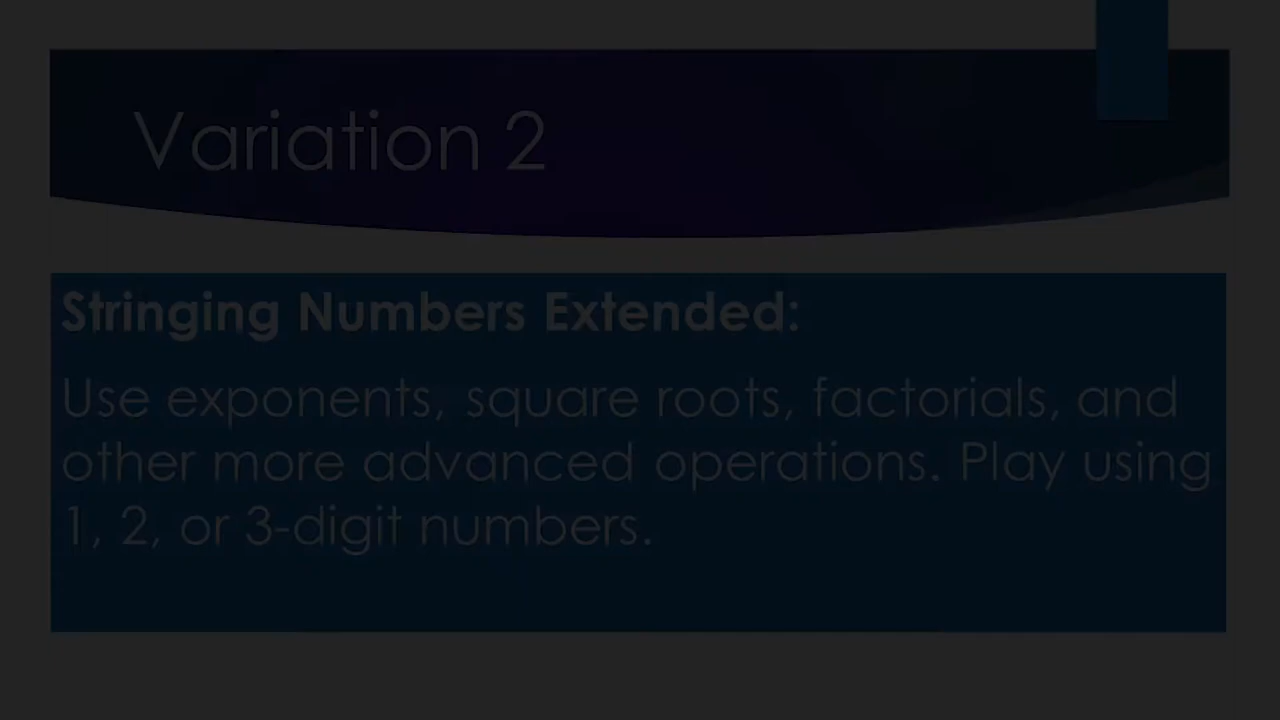 Variation 2
Stringing Numbers Extended:
Use exponents, square roots, factorials, and
other more advanced operations. Play using
1, 2, or 3-digit numbers.